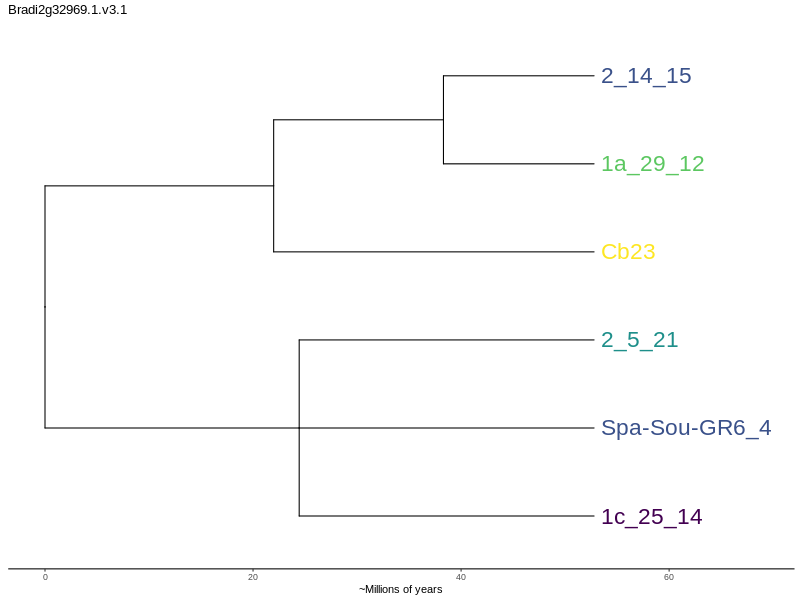 Bradi2g32969.1.v3.1
2_14_15
1a_29_12
Cb23
2_5_21
Spa-Sou-GR6_4
1c_25_14
0 20 40 60
~Millions of years